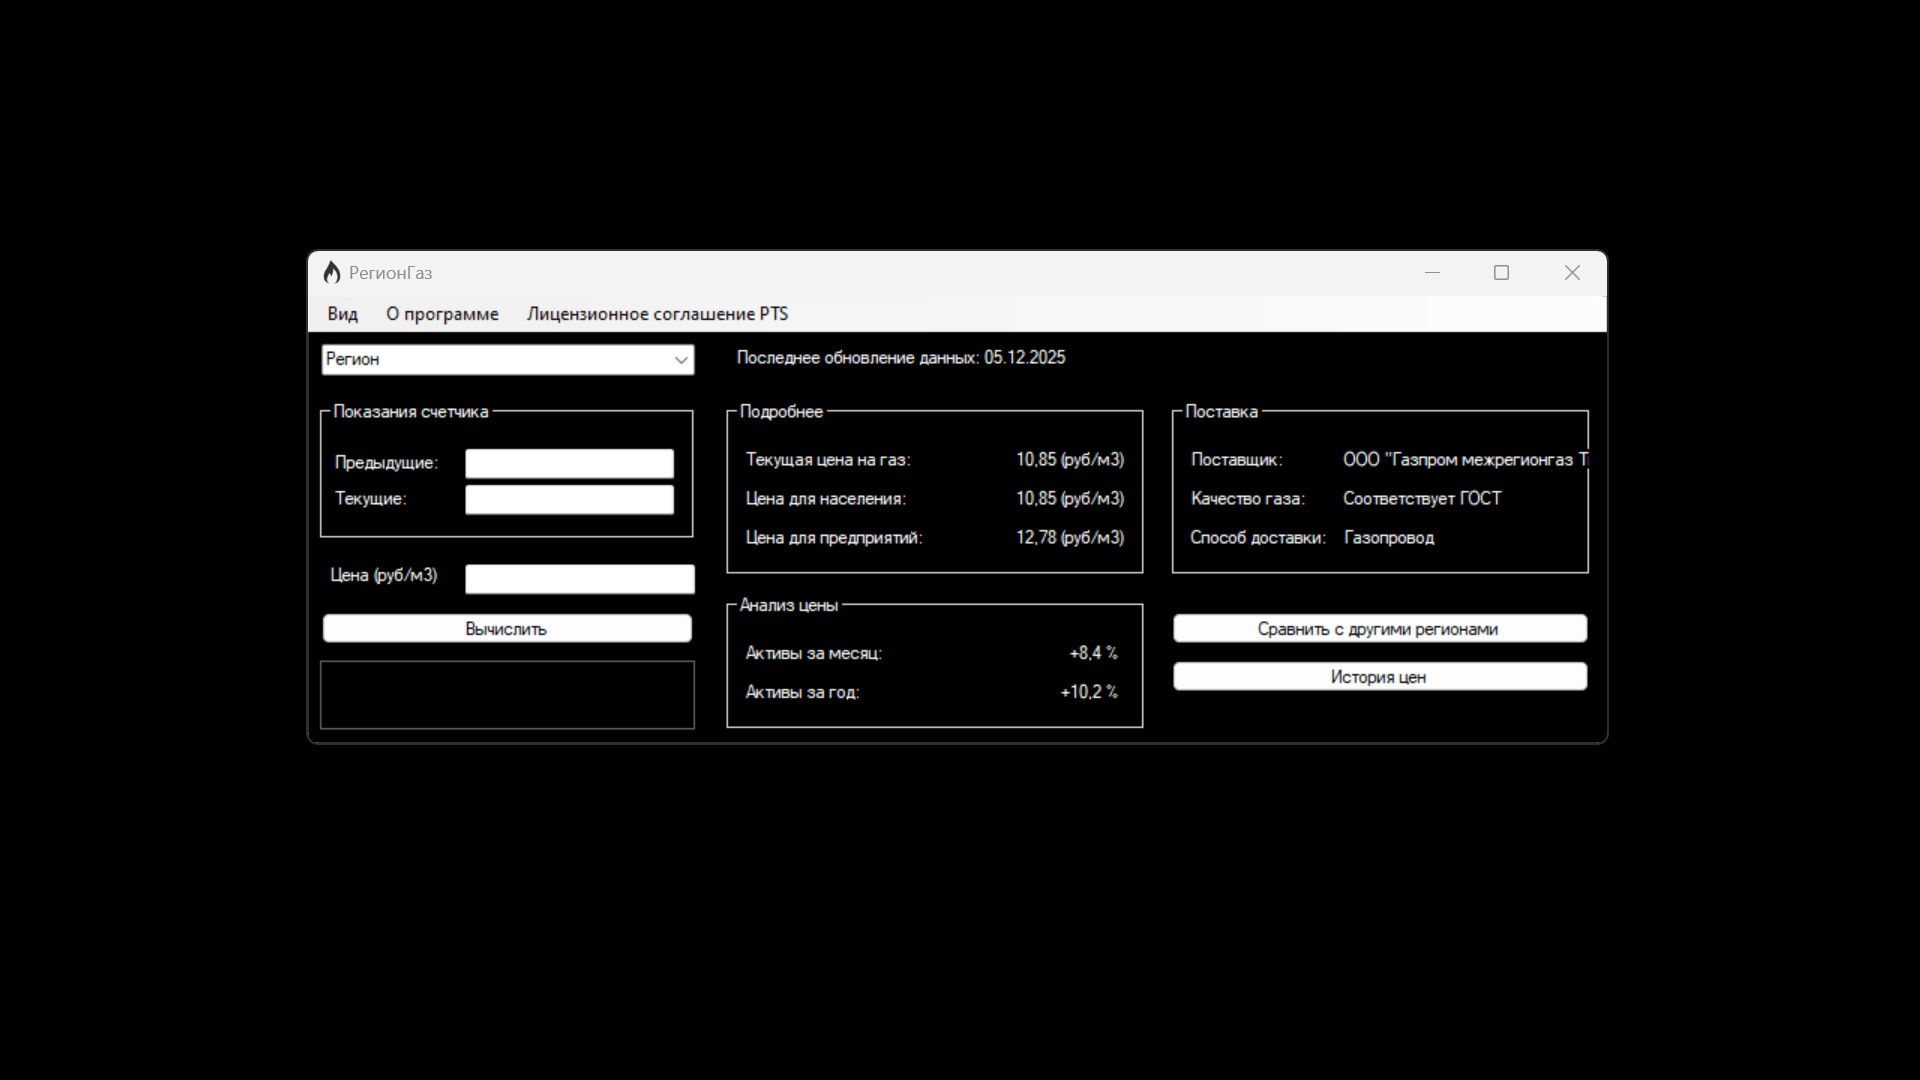 РегионГаз
Вид О программе Лицензионное соглашение PTS
Регион
Последнее обновление данных: 05.12.2025
Показания счетчика
Предыдущие:
Текущие:
Цена (руб/м3)
Вычислить
Подробнее
Текущая цена на газ: 10,85 (руб/м3)
Цена для населения: 10,85 (руб/м3)
Цена для предприятий: 12,78 (руб/м3)
Анализ цены
Активы за месяц: +8,4 %
Активы за год: +10,2 %
Поставка
Поставщик: ООО "Газпром межрегионгаз
Качество газа: Соответствует ГОСТ
Способ доставки: Газопровод
Сравнить с другими регионами
История цен